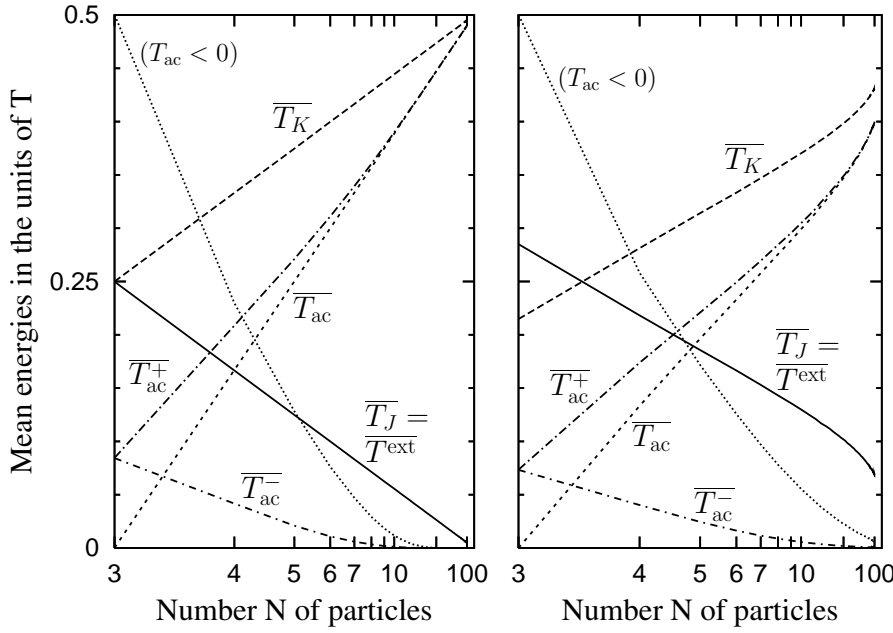 Mean energies in the units of T
0.5
0.25
0
(T_ac < 0)
T_K
T_ac
T_ac^+
T_J =
T^ext
T_ac^-
3 4 5 6 7 10 100
Number N of particles
(T_ac < 0)
T_K
T_J =
T^ext
T_ac^+
T_ac
T_ac^-
3 4 5 6 7 10 100
Number N of particles